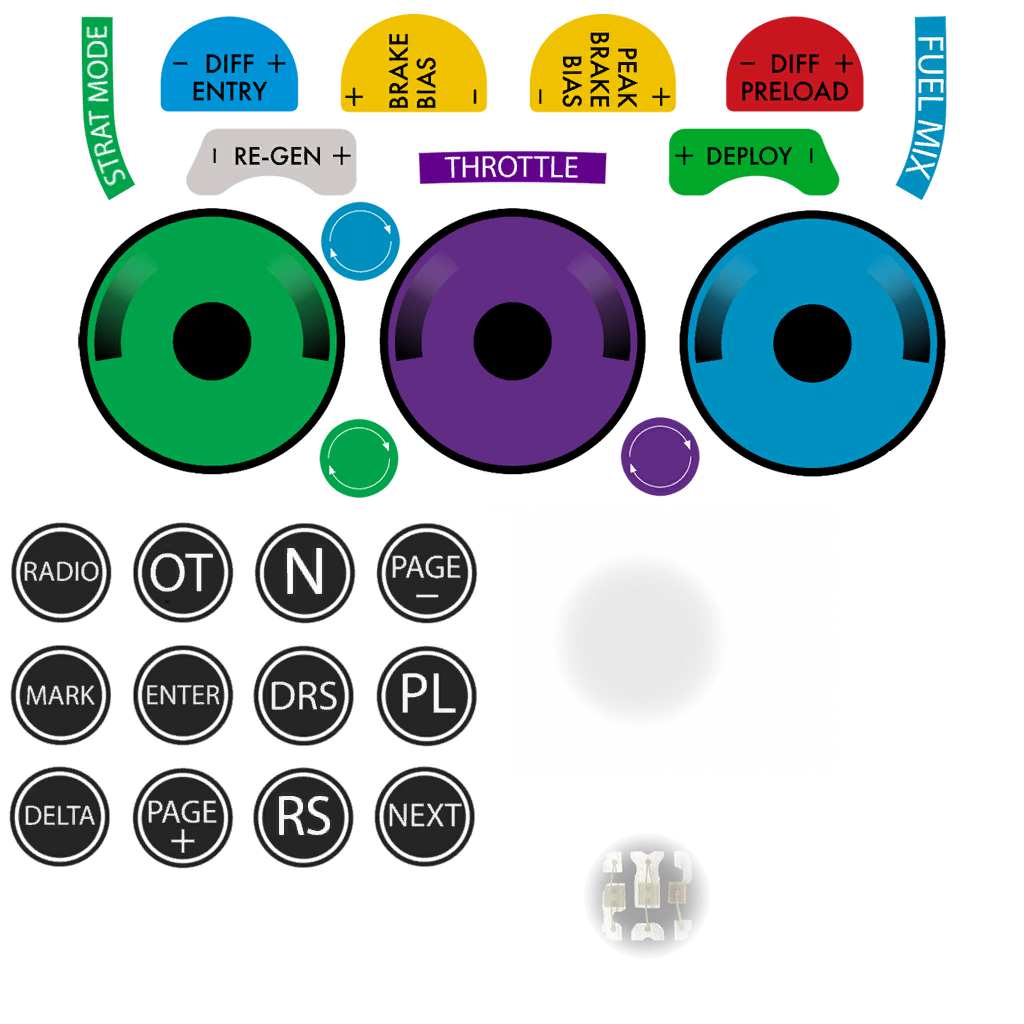 STRAT MODE
– DIFF +
ENTRY
BRAKE
BIAS
+ –
PEAK
BRAKE
BIAS
– +
– DIFF +
PRELOAD
FUEL MIX
– RE-GEN +
THROTTLE
+ DEPLOY –
RADIO
OT
N
PAGE
–
MARK
ENTER
DRS
PL
DELTA
PAGE
+
RS
NEXT